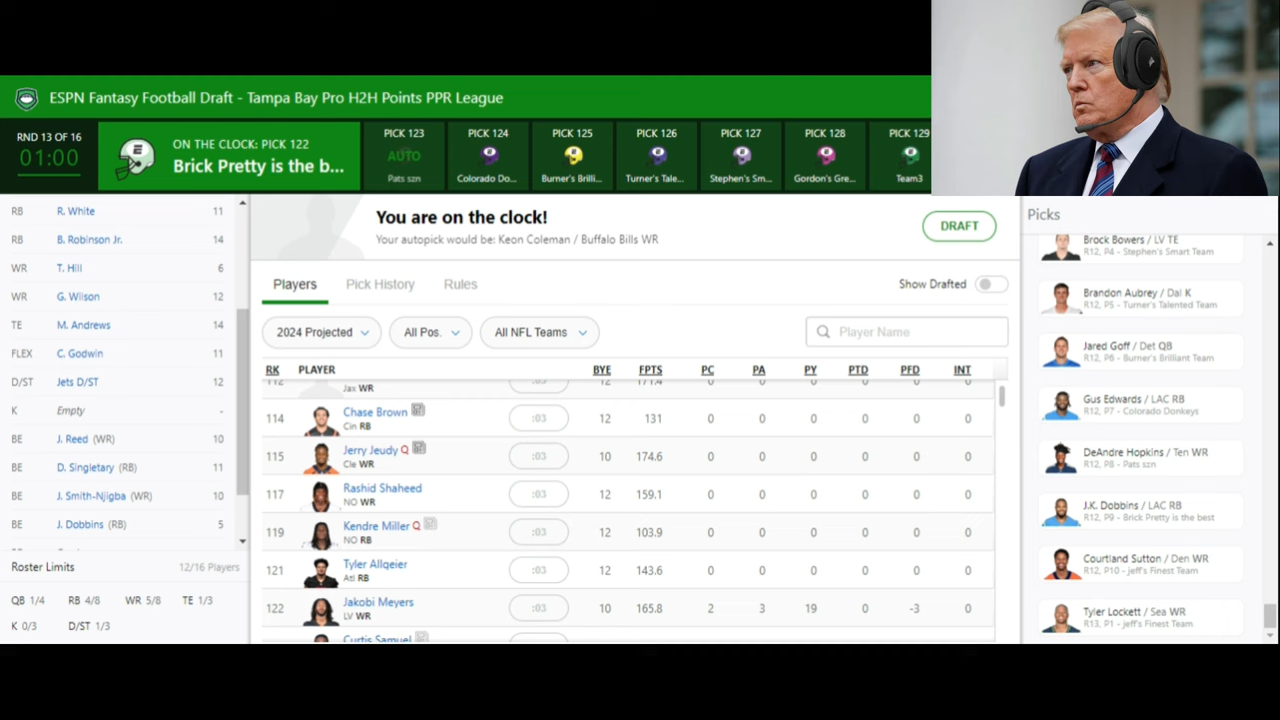 ESPN Fantasy Football Draft - Tampa Bay Pro H2H Points PPR League
RND 13 OF 16
01:00
ON THE CLOCK: PICK 122
Brick Pretty is the b...
PICK 123
AUTO
Pats szn
PICK 124
Colorado Do...
PICK 125
Burner's Brilli...
PICK 126
Turner's Tale...
PICK 127
Stephen's Sm...
PICK 128
Gordon's Gre...
PICK 129
Team3
RB R. White 11
RB B. Robinson Jr. 14
WR T. Hill 6
WR G. Wilson 12
TE M. Andrews 14
FLEX C. Godwin 11
D/ST Jets D/ST 12
K Empty -
BE J. Reed (WR) 10
BE D. Singletary (RB) 11
BE J. Smith-Njigba (WR) 10
BE J. Dobbins (RB) 5
Roster Limits 12/16 Players
QB 1/4 RB 4/8 WR 5/8 TE 1/3
K 0/3 D/ST 1/3
You are on the clock!
Your autopick would be: Keon Coleman / Buffalo Bills WR
DRAFT
Players Pick History Rules
Show Drafted
2024 Projected All Pos. All NFL Teams Player Name
RK PLAYER BYE FPTS PC PA PY PTD PFD INT
112 Jax WR :03 12 171.4 0 0 0 0 0 0
114 Chase Brown :03 12 131 0 0 0 0 0 0
Cin RB
115 Jerry Jeudy Q :03 10 174.6 0 0 0 0 0 0
Cle WR
117 Rashid Shaheed :03 12 159.1 0 0 0 0 0 0
NO WR
119 Kendre Miller Q :03 12 103.9 0 0 0 0 0 0
NO RB
121 Tyler Allgeier :03 12 143.6 0 0 0 0 0 0
Atl RB
122 Jakobi Meyers :03 10 165.8 2 3 19 0 -3 0
LV WR
Curtis Samuel
Picks
Brock Bowers / LV TE
R12, P4 - Stephen's Smart Team
Brandon Aubrey / Dal K
R12, P5 - Turner's Talented Team
Jared Goff / Det QB
R12, P6 - Burner's Brilliant Team
Gus Edwards / LAC RB
R12, P7 - Colorado Donkeys
DeAndre Hopkins / Ten WR
R12, P8 - Pats szn
J.K. Dobbins / LAC RB
R12, P9 - Brick Pretty is the best
Courtland Sutton / Den WR
R12, P10 - jeff's Finest Team
Tyler Lockett / Sea WR
R13, P1 - jeff's Finest Team